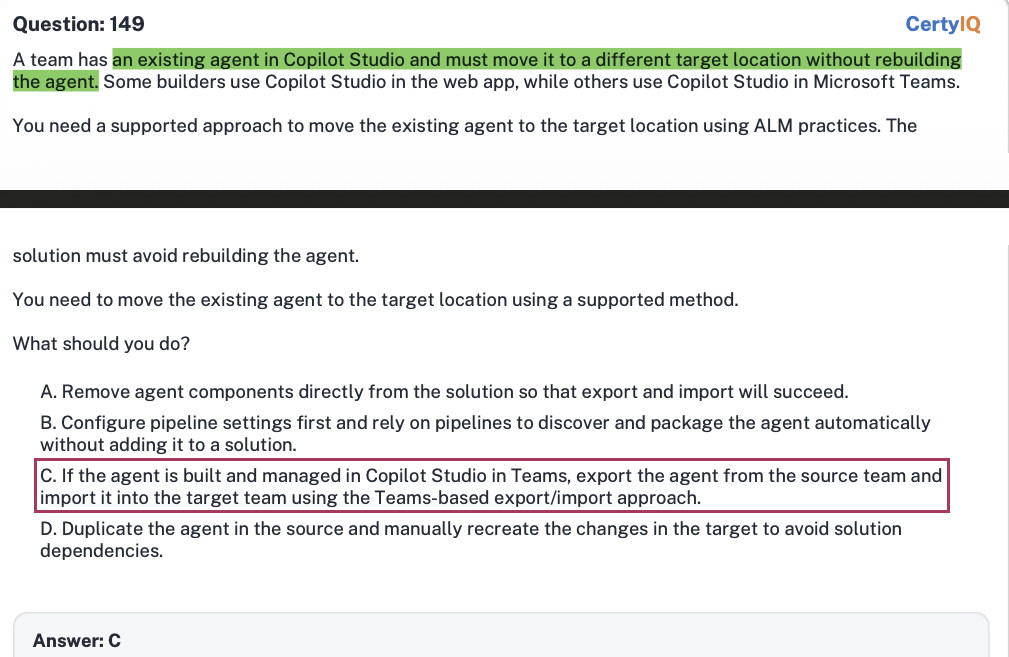 Question: 149
CertyIQ
A team has an existing agent in Copilot Studio and must move it to a different target location without rebuilding
the agent. Some builders use Copilot Studio in the web app, while others use Copilot Studio in Microsoft Teams.
You need a supported approach to move the existing agent to the target location using ALM practices. The
solution must avoid rebuilding the agent.
You need to move the existing agent to the target location using a supported method.
What should you do?
A. Remove agent components directly from the solution so that export and import will succeed.
B. Configure pipeline settings first and rely on pipelines to discover and package the agent automatically
without adding it to a solution.
C. If the agent is built and managed in Copilot Studio in Teams, export the agent from the source team and
import it into the target team using the Teams-based export/import approach.
D. Duplicate the agent in the source and manually recreate the changes in the target to avoid solution
dependencies.
Answer: C